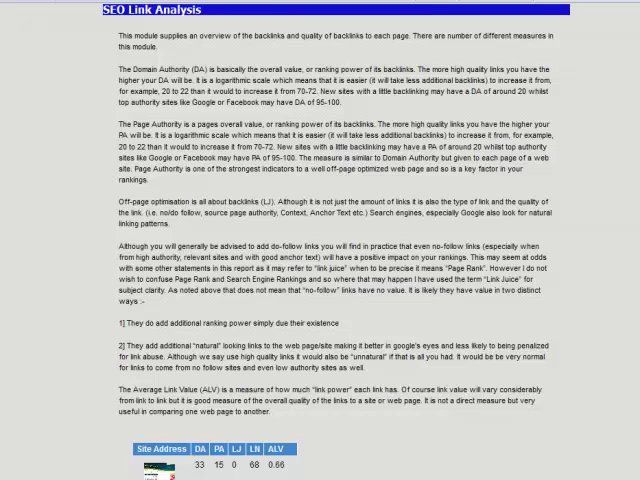 SEO Link Analysis
This module supplies an overview of the backlinks and quality of backlinks to each page. There are number of different measures in
this module.
The Domain Authority (DA) is basically the overall value, or ranking power of its backlinks. The more high quality links you have the
higher your DA will be. It is a logarithmic scale which means that it is easier (it will take less additional backlinks) to increase it from,
for example, 20 to 22 than it would to increase it from 70-72. New sites with a little backlinking may have a DA of around 20 whilst
top authority sites like Google or Facebook may have DA of 95-100.
The Page Authority is a pages overall value, or ranking power of its backlinks. The more high quality links you have the higher your
PA will be. It is a logarithmic scale which means that it is easier (it will take less additional backlinks) to increase it from, for example,
20 to 22 than it would to increase it from 70-72. New sites with a little backlinking may have a PA of around 20 whilst top authority
sites like Google or Facebook may have PA of 95-100. The measure is similar to Domain Authority but given to each page of a web
site. Page Authority is one of the strongest indicators to a well off-page optimized web page and so is a key factor in your
rankings.
Off-page optimisation is all about backlinks (LJ). Although it is not just the amount of links it is also the type of link and the quality of
the link. (i.e. no/do follow, source page authority, Context, Anchor Text etc.) Search engines, especially Google also look for natural
linking patterns.
Although you will generally be advised to add do-follow links you will find in practice that even no-follow links (especially when
from high authority, relevant sites and with good anchor text) will have a positive impact on your rankings. This may seem at odds
with some other statements in this report as it may refer to "link juice" when to be precise it means "Page Rank". However I do not
wish to confuse Page Rank and Search Engine Rankings and so where that may happen I have used the term "Link Juice" for
subject clarity. As noted above that does not mean that "no-follow" links have no value. It is likely they have value in two distinct
ways :-
1] They do add additional ranking power simply due their existence
2] They add additional "natural" looking links to the web page/site making it better in google's eyes and less likely to being penalized
for link abuse. Although we say use high quality links it would also be "unnatural" if that is all you had. It would be be very normal
for links to come from no follow sites and even low authority sites as well.
The Average Link Value (ALV) is a measure of how much "link power" each link has. Of course link value will vary considerably
from link to link but it is good measure of the overall quality of the links to a site or web page. It is not a direct measure but very
useful in comparing one web page to another.
Site Address DA PA LJ LN ALV
33 15 0 68 0.66